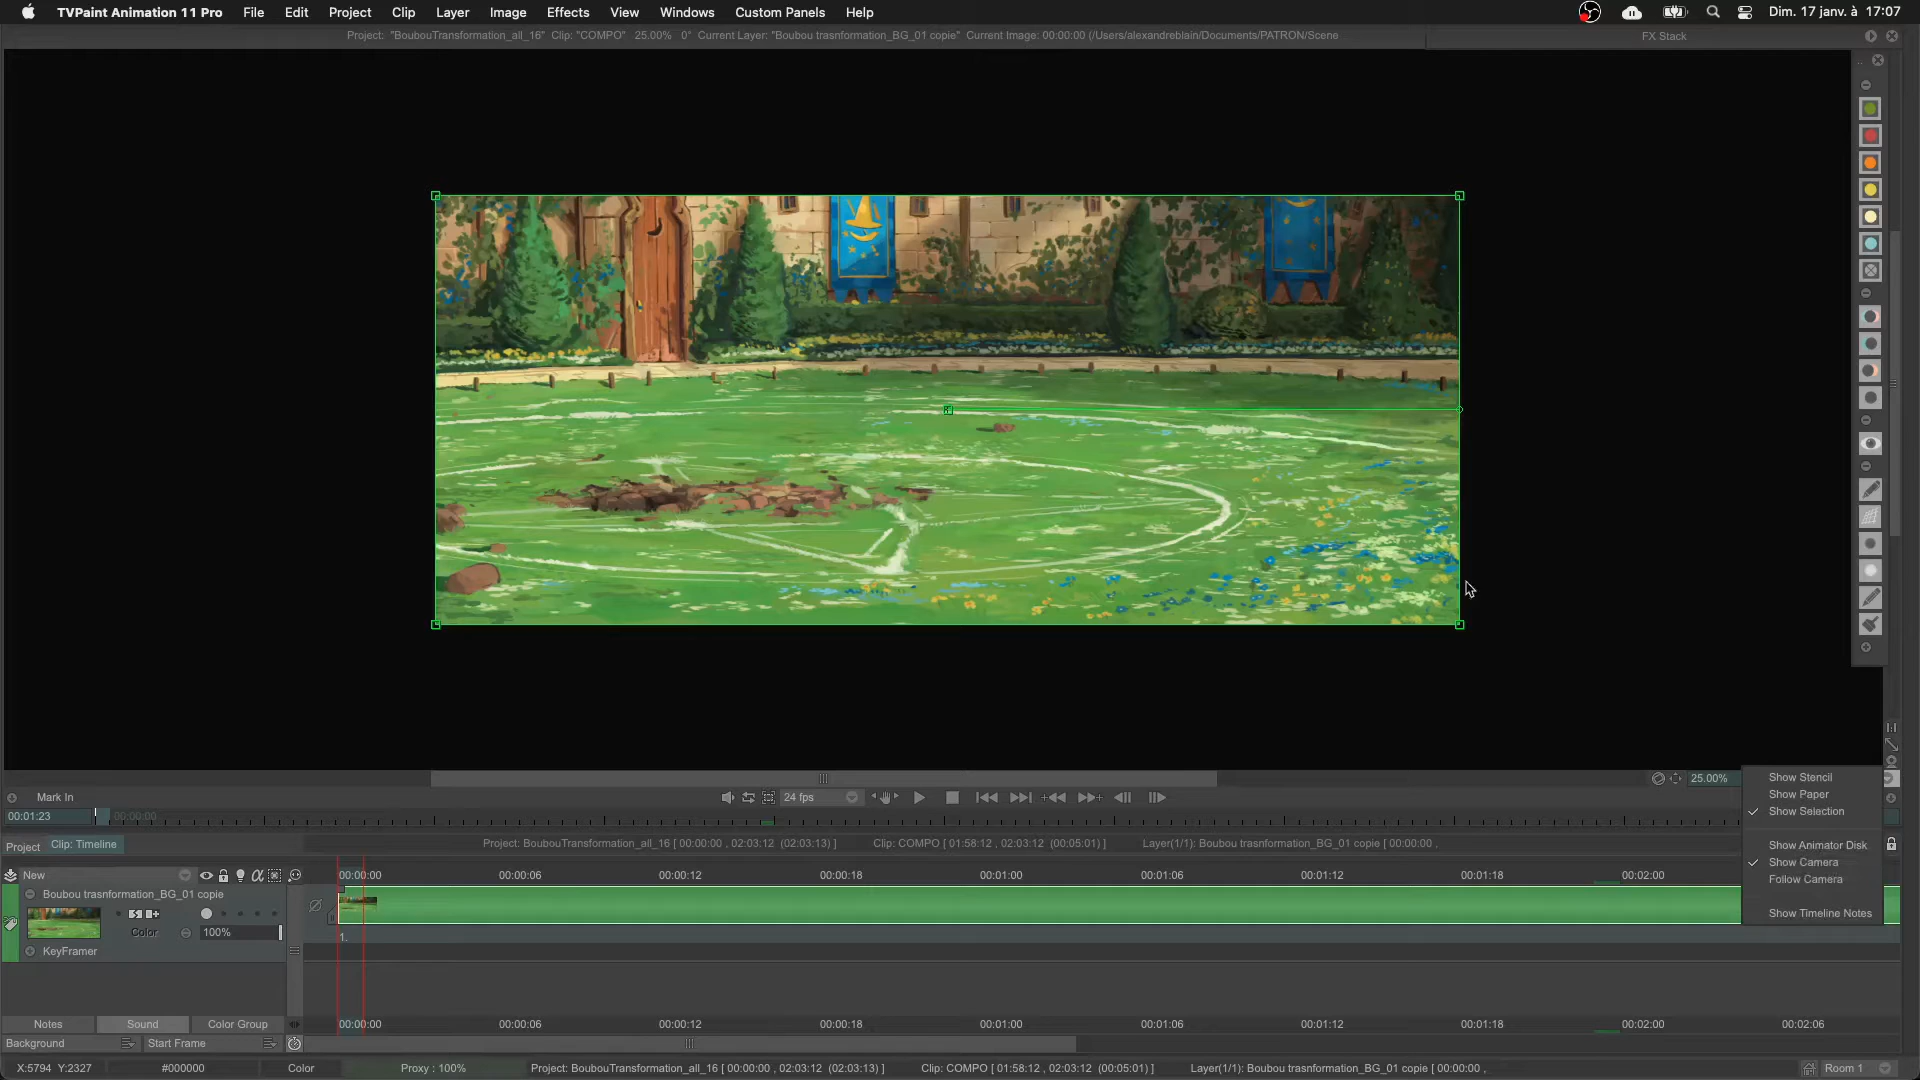 TVPaint Animation 11 Pro File Edit Project Clip Layer Image Effects View Windows Custom Panels Help Dim. 17 janv. à 17:07
Project: "BoubouTransformation_all_16" Clip: "COMPO" 25.00% 0° Current Layer: "Boubou trasnformation_BG_01 copie" Current Image: 00:00:00 (/Users/alexandreblain/Documents/PATRON/Scene
FX Stack
25.00%
Show Stencil
Show Paper
Show Selection
Show Animator Disk
Show Camera
Follow Camera
Show Timeline Notes
Mark In
24 fps
00:01:23 00:00:00
Project Clip: Timeline
Project: BoubouTransformation_all_16 [ 00:00:00 , 02:03:12 (02:03:13) ] Clip: COMPO [ 01:58:12 , 02:03:12 (00:05:01) ] Layer(1/1): Boubou trasnformation_BG_01 copie [ 00:00:00 ,
New
00:00:00 00:00:06 00:00:12 00:00:18 00:01:00 00:01:06 00:01:12 00:01:18 00:02:00
Boubou trasnformation_BG_01 copie
Color 100%
1.
KeyFramer
Notes Sound Color Group
00:00:00 00:00:06 00:00:12 00:00:18 00:01:00 00:01:06 00:01:12 00:01:18 00:02:00 00:02:06
Background Start Frame
X:5794 Y:2327 #000000 Color Proxy : 100% Project: BoubouTransformation_all_16 [ 00:00:00 , 02:03:12 (02:03:13) ] Clip: COMPO [ 01:58:12 , 02:03:12 (00:05:01) ] Layer(1/1): Boubou trasnformation_BG_01 copie [ 00:00:00 , Room 1